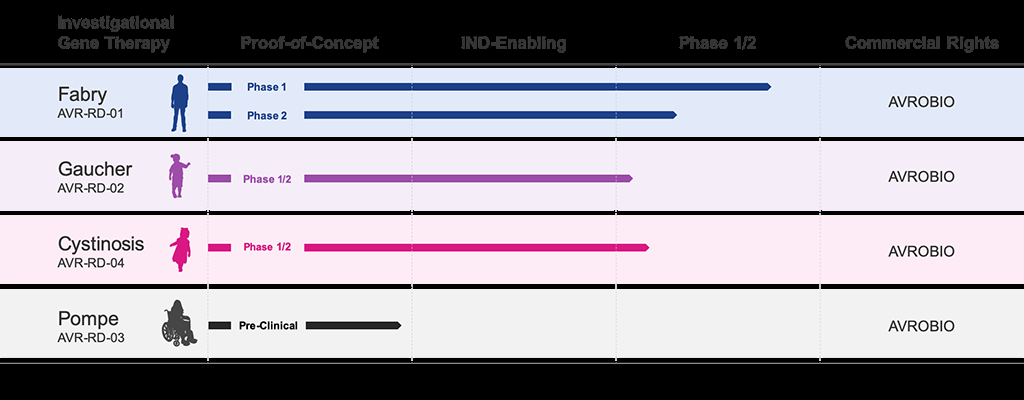 Investigational
Gene Therapy Proof-of-Concept IND-Enabling Phase 1/2 Commercial Rights
Fabry
AVR-RD-01
Phase 1
Phase 2
AVROBIO
Gaucher
AVR-RD-02
Phase 1/2
AVROBIO
Cystinosis
AVR-RD-04
Phase 1/2
AVROBIO
Pompe
AVR-RD-03
Pre-Clinical
AVROBIO